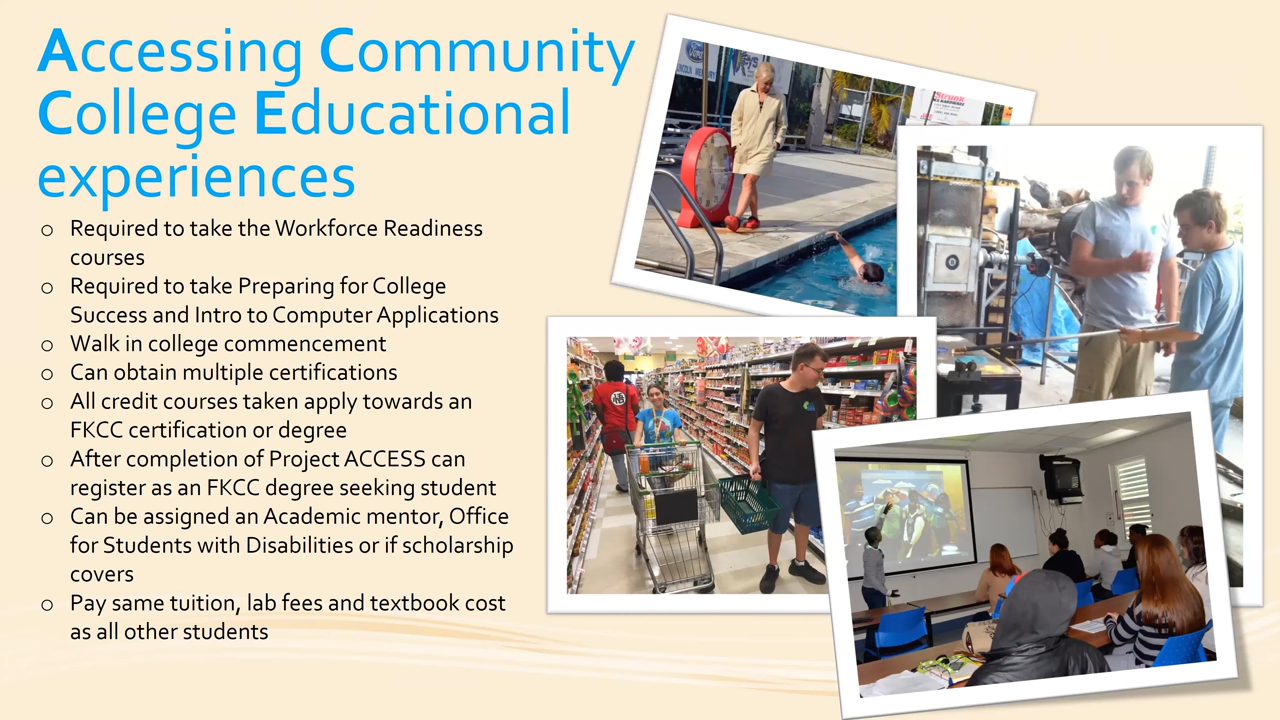 Accessing Community
College Educational
experiences
o Required to take the Workforce Readiness
courses
o Required to take Preparing for College
Success and Intro to Computer Applications
o Walk in college commencement
o Can obtain multiple certifications
o All credit courses taken apply towards an
FKCC certification or degree
o After completion of Project ACCESS can
register as an FKCC degree seeking student
o Can be assigned an Academic mentor, Office
for Students with Disabilities or if scholarship
covers
o Pay same tuition, lab fees and textbook cost
as all other students
Ford
Strunk
悟